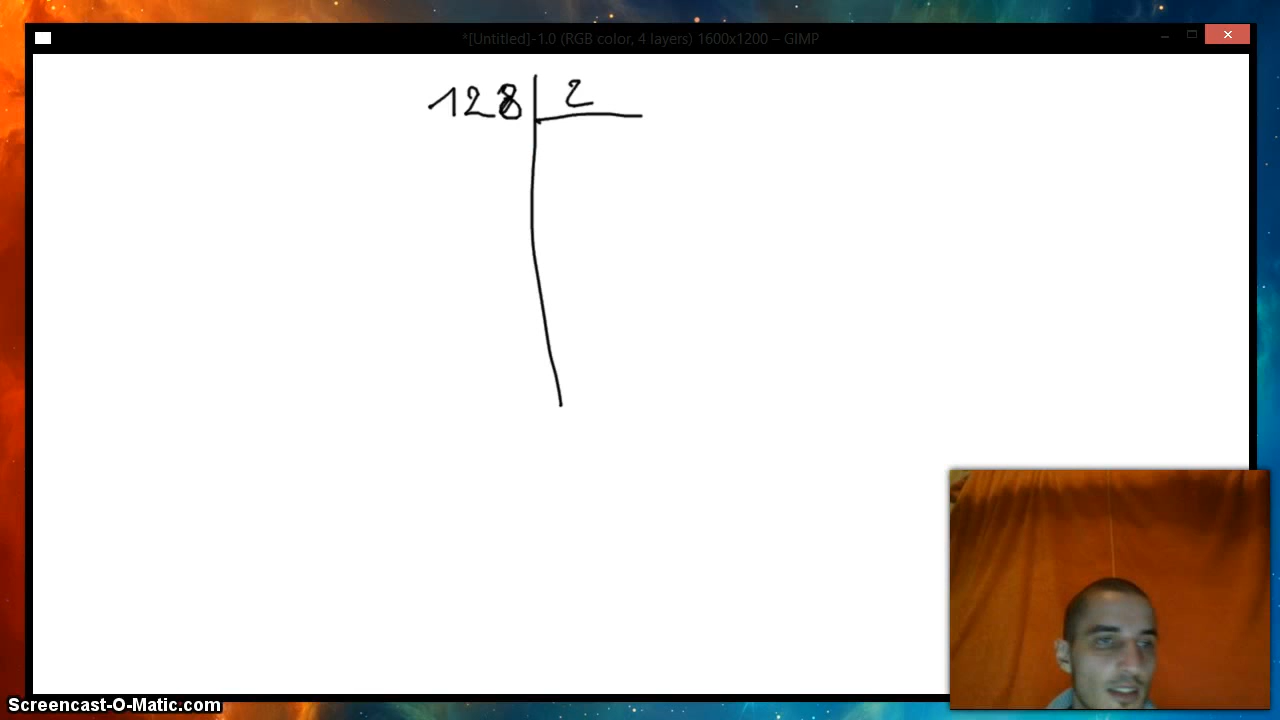 *[Untitled]-1.0 (RGB color, 4 layers) 1600x1200 – GIMP
128 2
Screencast-O-Matic.com